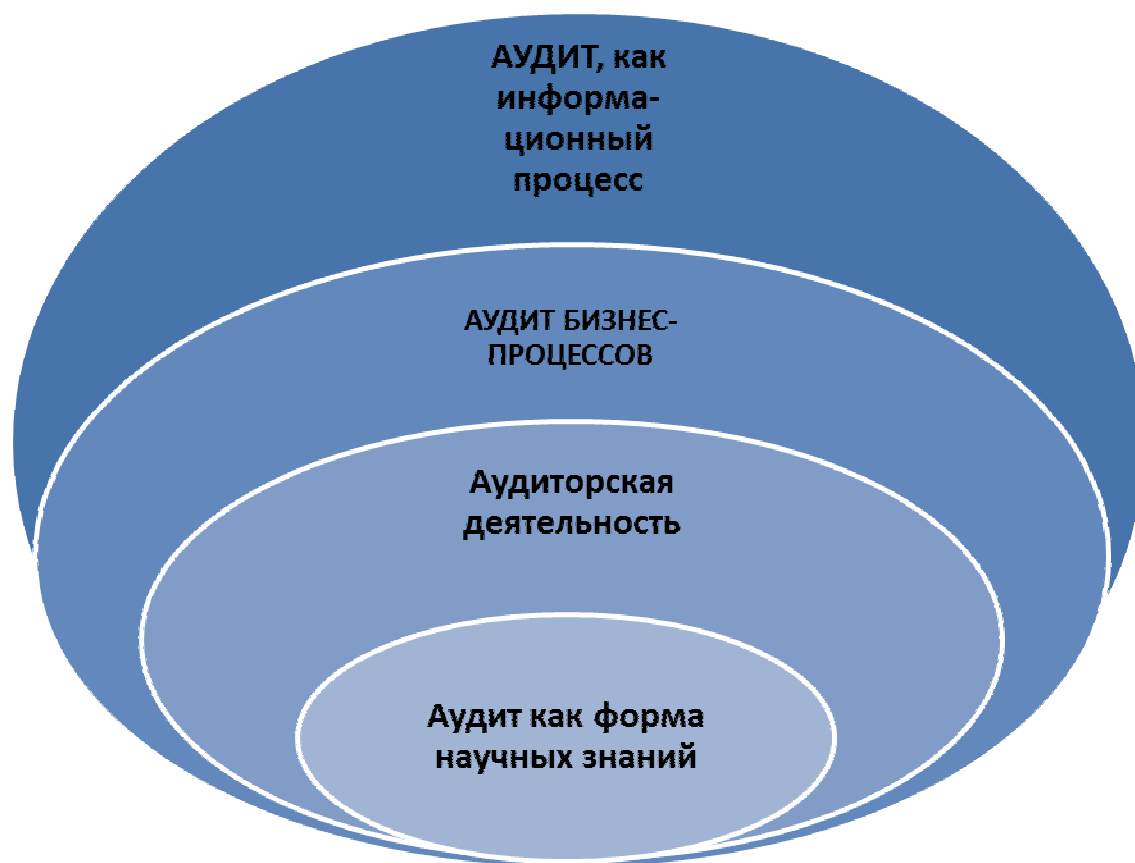 АУДИТ, как
информа-
ционный
процесс
АУДИТ БИЗНЕС-
ПРОЦЕССОВ
Аудиторская
деятельность
Аудит как форма
научных знаний